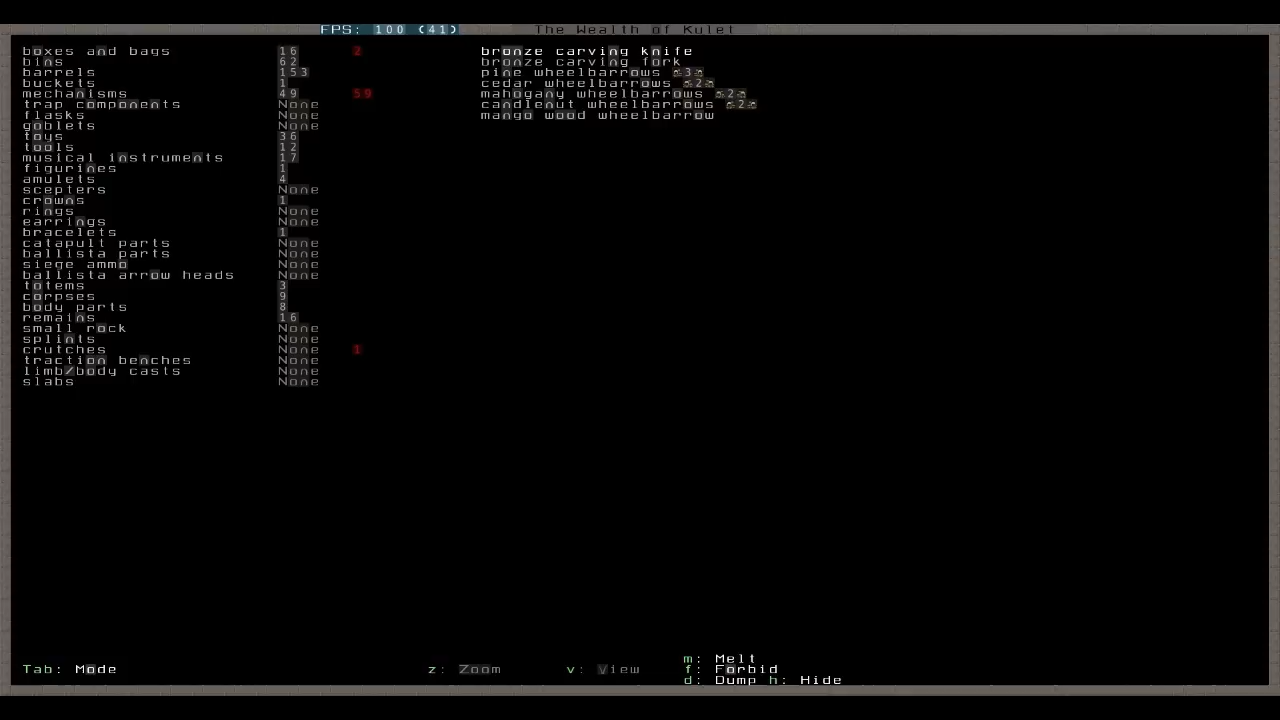 FPS: 100 (41) The Wealth of Kulet
boxes and bags 16 2 bronze carving knife
bins 62 bronze carving fork
barrels 153 pine wheelbarrows 3
buckets 1 cedar wheelbarrows 2
mechanisms 49 59 mahogany wheelbarrows 2
trap components None candlenut wheelbarrows 2
flasks None mango wood wheelbarrow
goblets None
toys 36
tools 12
musical instruments 17
figurines 1
amulets 4
scepters None
crowns 1
rings None
earrings None
bracelets 1
catapult parts None
ballista parts None
siege ammo None
ballista arrow heads None
totems 3
corpses 9
body parts 8
remains 16
small rock None
splints None
crutches None 1
traction benches None
limb/body casts None
slabs None
m: Melt
Tab: Mode z: Zoom v: View f: Forbid
d: Dump h: Hide